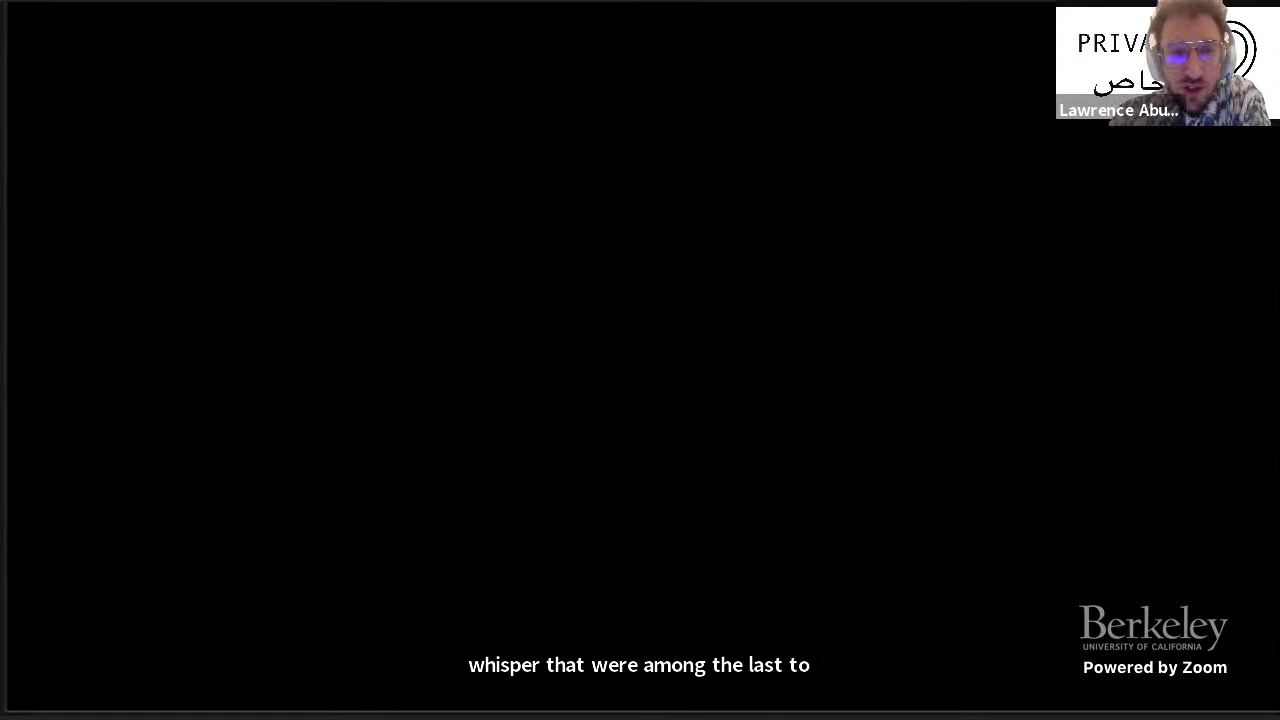 PRIVA
خاص
Lawrence Abu...
whisper that were among the last to
Berkeley
UNIVERSITY OF CALIFORNIA
Powered by Zoom